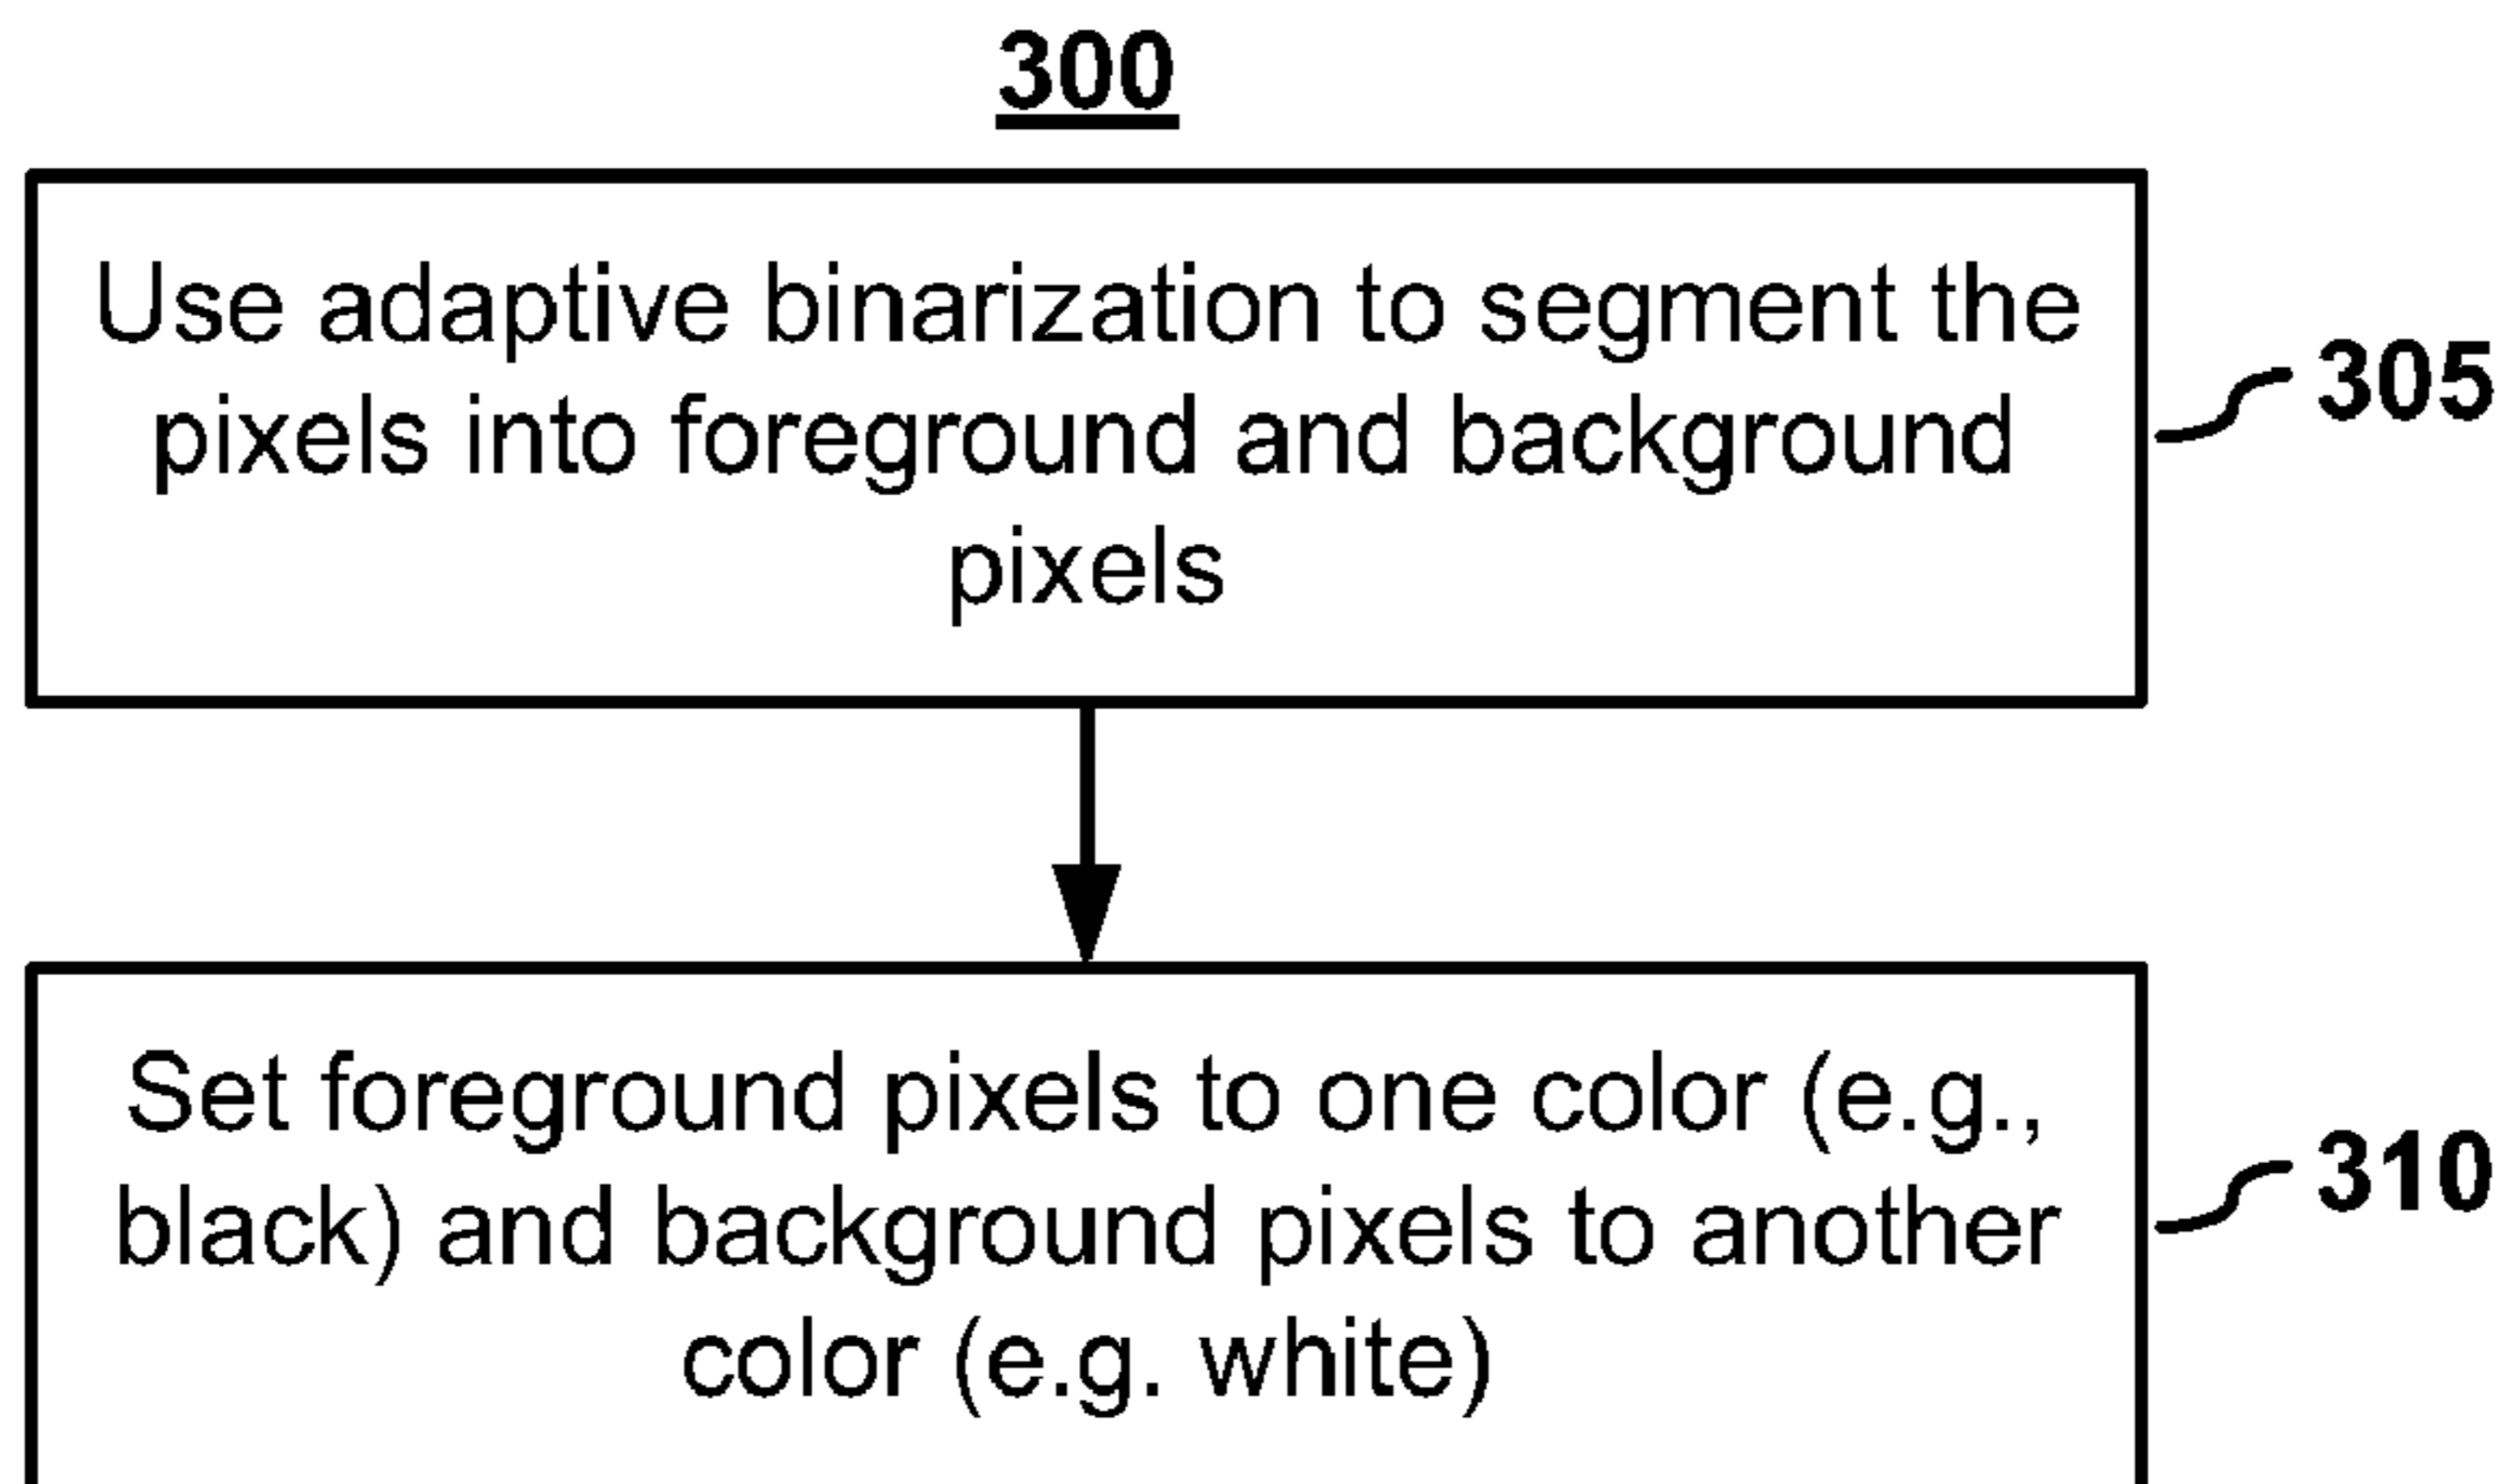 300
Use adaptive binarization to segment the
pixels into foreground and background
pixels
305
Set foreground pixels to one color (e.g.,
black) and background pixels to another
color (e.g. white)
310